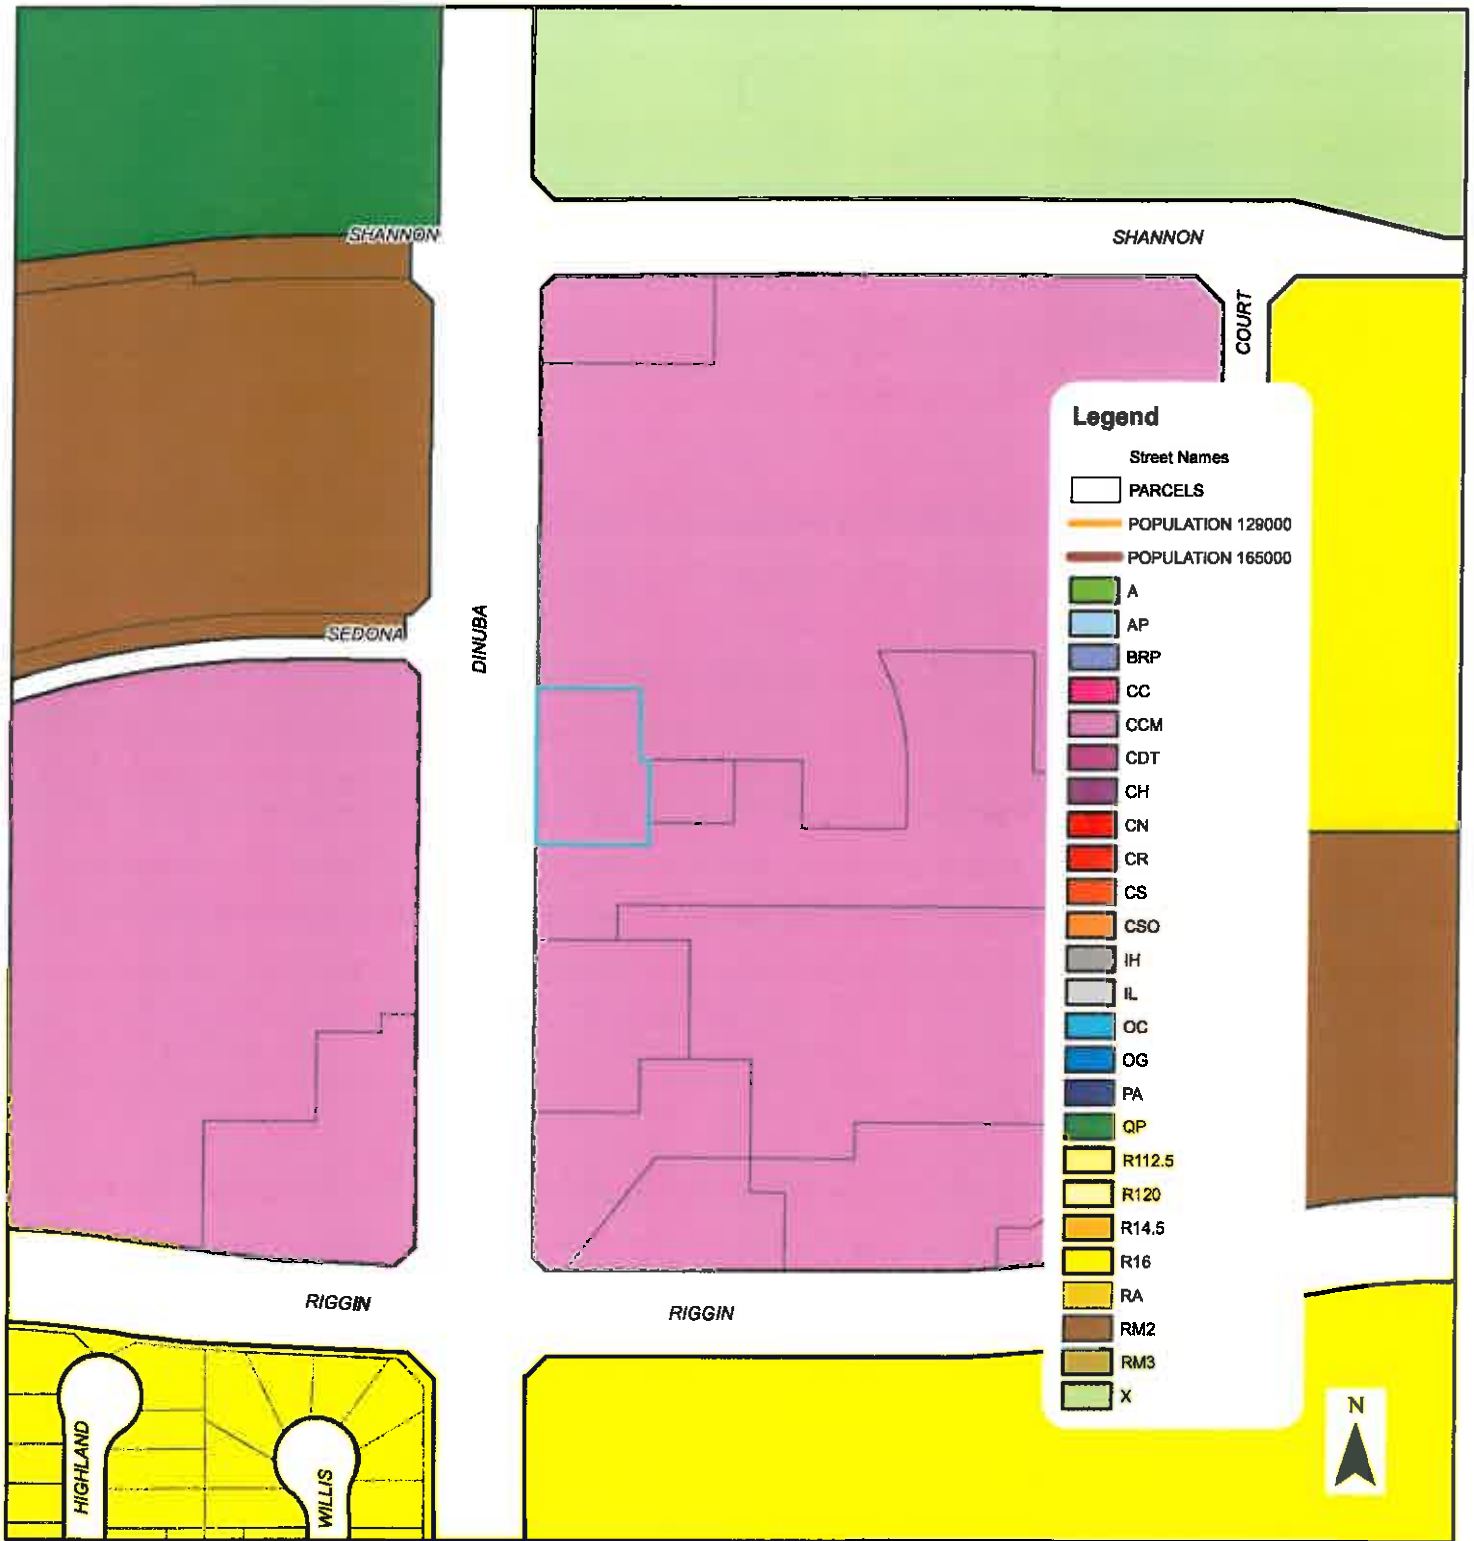 SHANNON
SHANNON
COURT
SEDONA
DINUBA
RIGGIN
RIGGIN
HIGHLAND
WILLIS
Legend
Street Names
PARCELS
POPULATION 129000
POPULATION 165000
A
AP
BRP
CC
CCM
CDT
CH
CN
CR
CS
CSO
IH
IL
OC
OG
PA
QP
R112.5
R120
R14.5
R16
RA
RM2
RM3
X
N